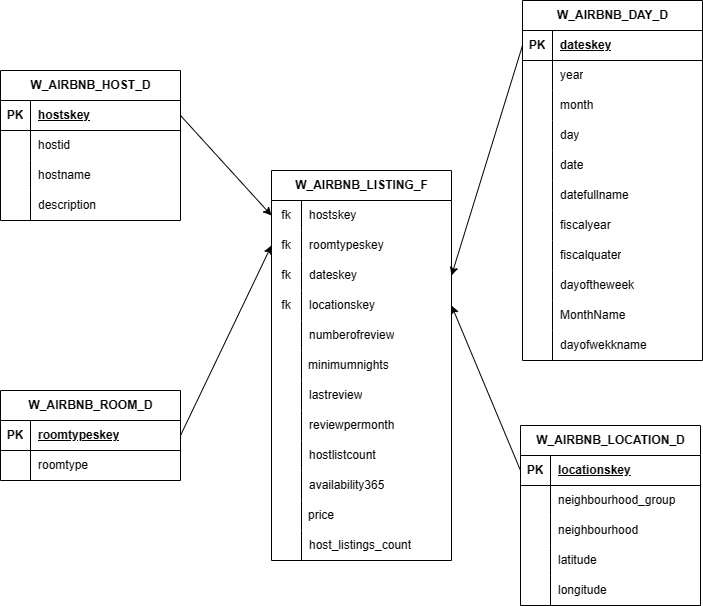 W_AIRBNB_DAY_D
PK dateskey
year
month
day
date
datefullname
fiscalyear
fiscalquater
dayoftheweek
MonthName
dayofwekkname
W_AIRBNB_HOST_D
PK hostskey
hostid
hostname
description
W_AIRBNB_LISTING_F
fk hostskey
fk roomtypeskey
fk dateskey
fk locationskey
numberofreview
minimumnights
lastreview
reviewpermonth
hostlistcount
availability365
price
host_listings_count
W_AIRBNB_ROOM_D
PK roomtypeskey
roomtype
W_AIRBNB_LOCATION_D
PK locationskey
neighbourhood_group
neighbourhood
latitude
longitude